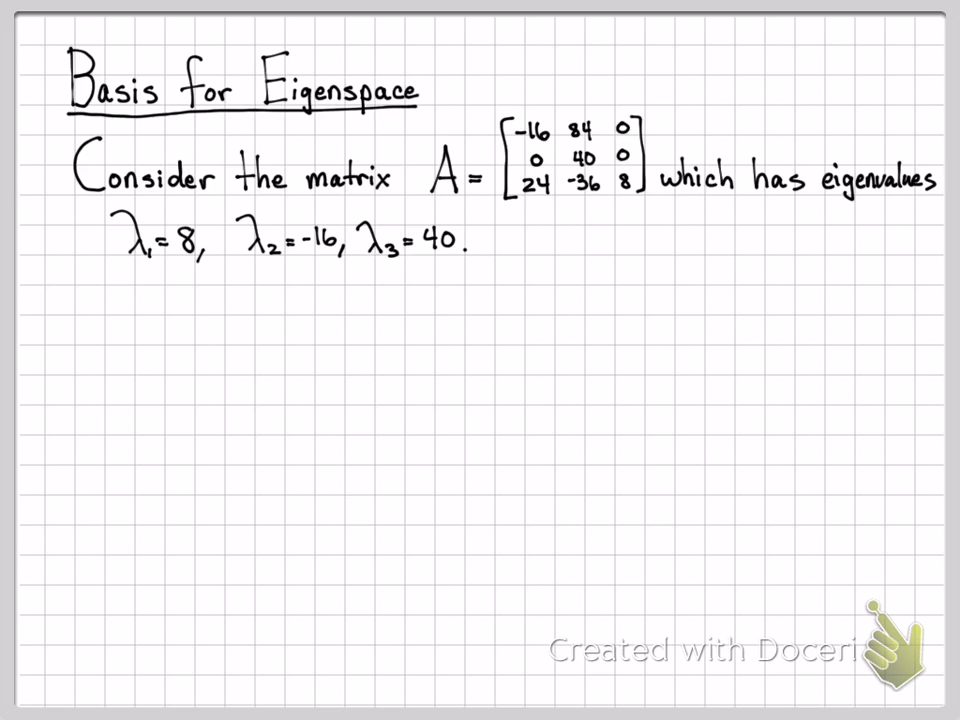 Basis for Eigenspace
Consider the matrix A = [-16 84 0; 0 40 0; 24 -36 8] which has eigenvalues
λ₁ = 8, λ₂ = -16, λ₃ = 40.
Created with Doceri